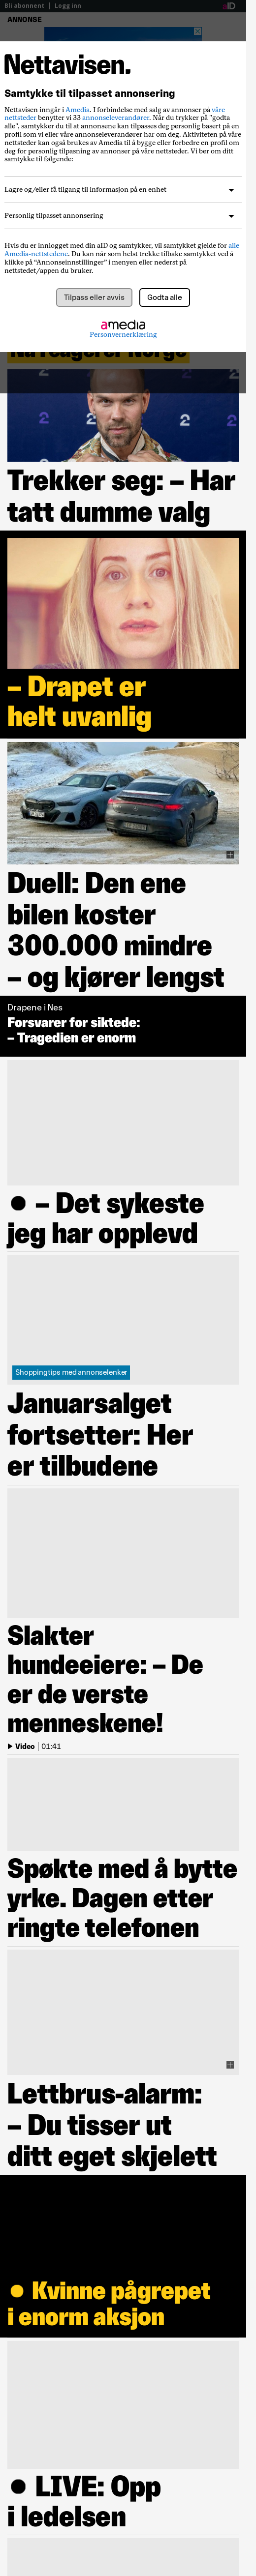 Bli abonnent | Logg inn
aID
ANNONSE
Nettavisen.
Samtykke til tilpasset annonsering
Nettavisen inngår i Amedia. I forbindelse med salg av annonser på våre
nettsteder benytter vi 33 annonseleverandører. Når du trykker på "godta
alle", samtykker du til at annonsene kan tilpasses deg personlig basert på en
profil som vi eller våre annonseleverandører har om deg. Aktiviteten på våre
nettsteder kan også brukes av Amedia til å bygge eller forbedre en profil om
deg for personlig tilpasning av annonser på våre nettsteder. Vi ber om ditt
samtykke til følgende:
Lagre og/eller få tilgang til informasjon på en enhet
Personlig tilpasset annonsering
Hvis du er innlogget med din aID og samtykker, vil samtykket gjelde for alle
Amedia-nettstedene. Du kan når som helst trekke tilbake samtykket ved å
klikke på “Annonseinnstillinger” i menyen eller nederst på
nettstedet/appen du bruker.
Tilpass eller avvis
Godta alle
amedia
Personvernerklæring
Nå reagerer Norge
Trekker seg: – Har
tatt dumme valg
– Drapet er
helt uvanlig
Duell: Den ene
bilen koster
300.000 mindre
– og kjører lengst
Drapene i Nes
Forsvarer for siktede:
– Tragedien er enorm
● – Det sykeste
jeg har opplevd
Shoppingtips med annonselenker
Januarsalget
fortsetter: Her
er tilbudene
Slakter
hundeeiere: – De
er de verste
menneskene!
Video | 01:41
Spøkte med å bytte
yrke. Dagen etter
ringte telefonen
Lettbrus-alarm:
– Du tisser ut
ditt eget skjelett
● Kvinne pågrepet
i enorm aksjon
● LIVE: Opp
i ledelsen